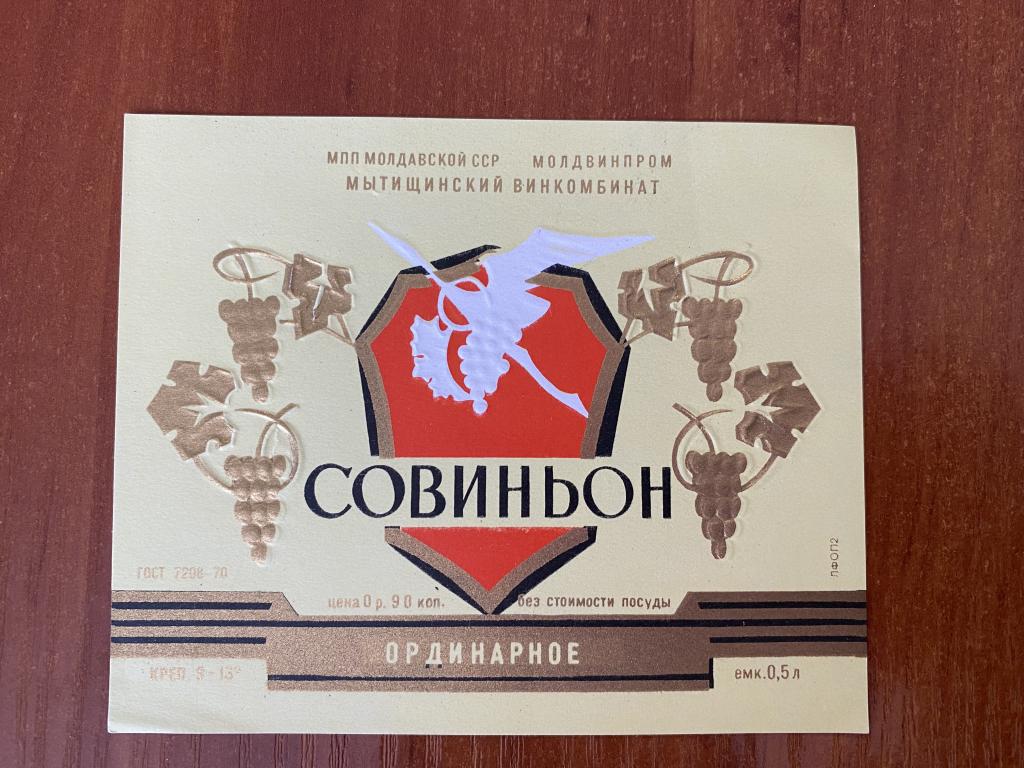 МПП МОЛДАВСКОЙ ССР МОЛДВИНПРОМ
МЫТИЩИНСКИЙ ВИНКОМБИНАТ
СОВИНЬОН
ЛФОП2
ГОСТ 7208-70
цена 0 р. 90 коп. без стоимости посуды
ОРДИНАРНОЕ
КРЕП. 9-13° емк. 0,5 л